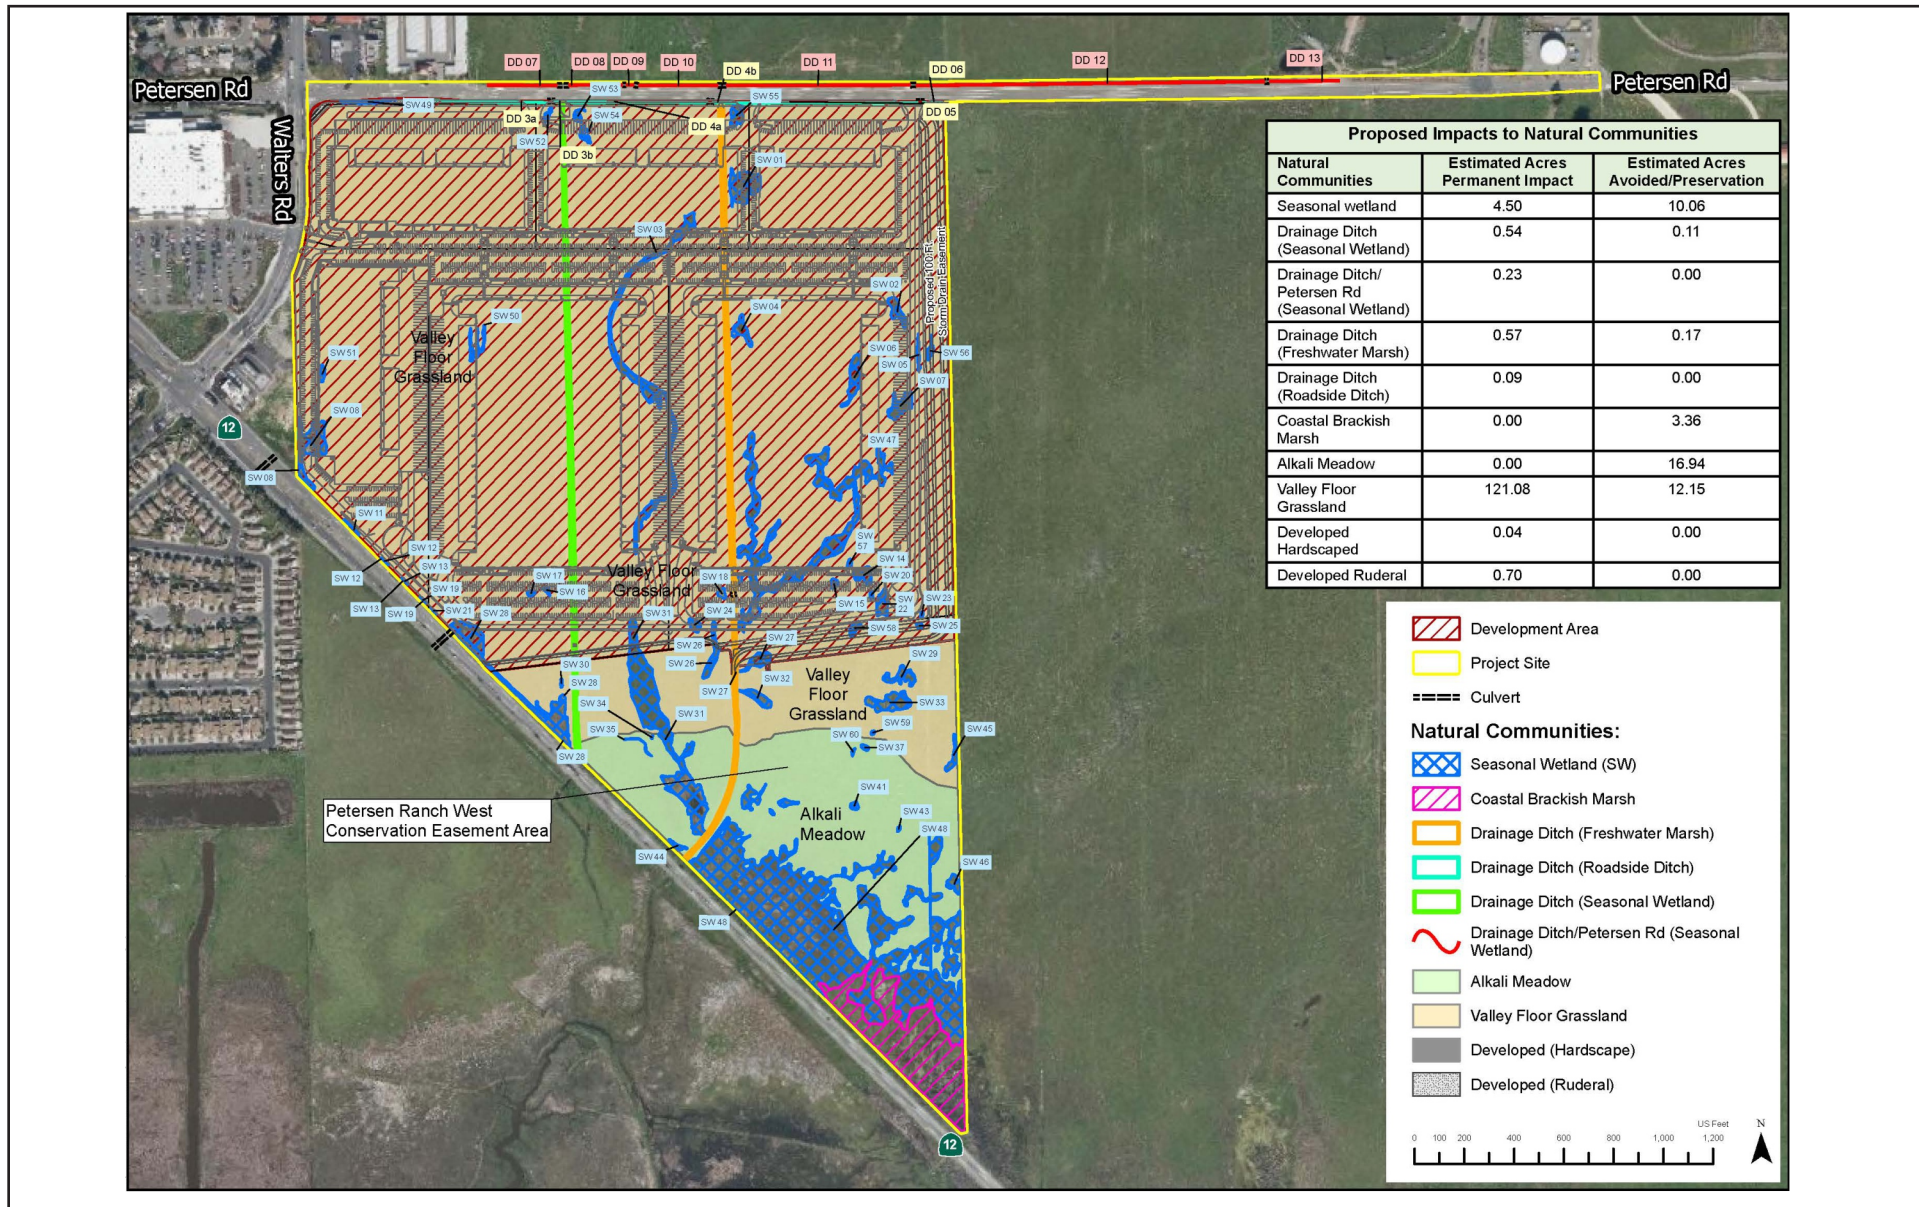 DD 07
DD 08
DD 09
DD 10
DD 4b
DD 11
DD 06
DD 12
DD 13
Petersen Rd
Petersen Rd
SW 49
SW 53
SW 55
DD 3a
SW 54
DD 4a
DD 05
SW 52
DD 3b
SW 01
Walters Rd
SW 03
Proposed 100 Ft
Storm Drain Easement
SW 02
SW 50
SW 04
Valley
Floor
Grassland
SW 51
SW 06
SW 05
SW 56
SW 07
SW 08
12
SW 47
SW 08
SW 11
SW 12
SW 57
SW 14
SW 13
SW 12
SW 17
Valley Floor
Grassland
SW 18
SW 20
SW 19
SW 16
SW 15
SW 22
SW 23
SW 13
SW 19
SW 21
SW 28
SW 31
SW 24
SW 58
SW 25
SW 26
SW 27
SW 30
SW 26
SW 29
SW 28
SW 27
SW 32
Valley
Floor
Grassland
SW 33
SW 34
SW 31
SW 59
SW 35
SW 60
SW 37
SW 45
SW 28
Petersen Ranch West
Conservation Easement Area
SW 41
Alkali
Meadow
SW 43
SW 48
SW 44
SW 46
SW 48
12
Proposed Impacts to Natural Communities
Natural Communities Estimated Acres Permanent Impact Estimated Acres Avoided/Preservation
Seasonal wetland 4.50 10.06
Drainage Ditch (Seasonal Wetland) 0.54 0.11
Drainage Ditch/ Petersen Rd (Seasonal Wetland) 0.23 0.00
Drainage Ditch (Freshwater Marsh) 0.57 0.17
Drainage Ditch (Roadside Ditch) 0.09 0.00
Coastal Brackish Marsh 0.00 3.36
Alkali Meadow 0.00 16.94
Valley Floor Grassland 121.08 12.15
Developed Hardscaped 0.04 0.00
Developed Ruderal 0.70 0.00
Development Area
Project Site
Culvert
Natural Communities:
Seasonal Wetland (SW)
Coastal Brackish Marsh
Drainage Ditch (Freshwater Marsh)
Drainage Ditch (Roadside Ditch)
Drainage Ditch (Seasonal Wetland)
Drainage Ditch/Petersen Rd (Seasonal
Wetland)
Alkali Meadow
Valley Floor Grassland
Developed (Hardscape)
Developed (Ruderal)
US Feet
0 100 200 400 600 800 1,000 1,200
N